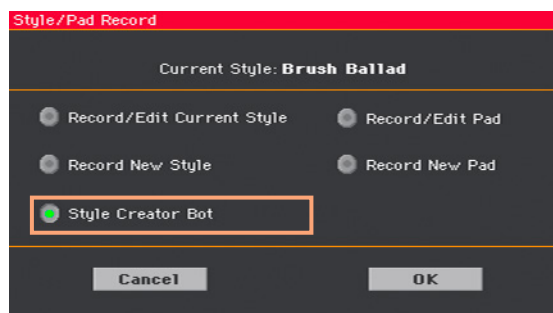 Style/Pad Record
Current Style: Brush Ballad
Record/Edit Current Style
Record/Edit Pad
Record New Style
Record New Pad
Style Creator Bot
Cancel
OK